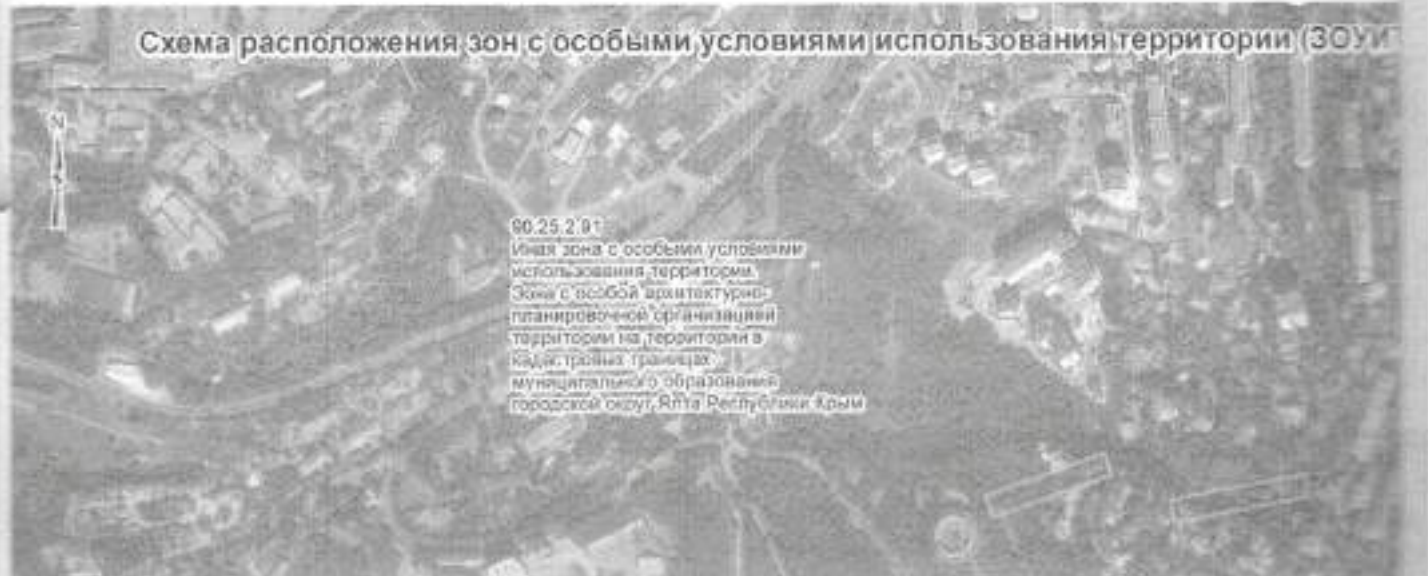 Схема расположения зон с особыми условиями использования территории (ЗОУИТ
N
90.25.2.91
Иная зона с особыми условиями
использования территории.
Зона с особой архитектурно-
планировочной организацией
территории на территории в
кадастровых границах
муниципального образования
городской округ Ялта Республики Крым